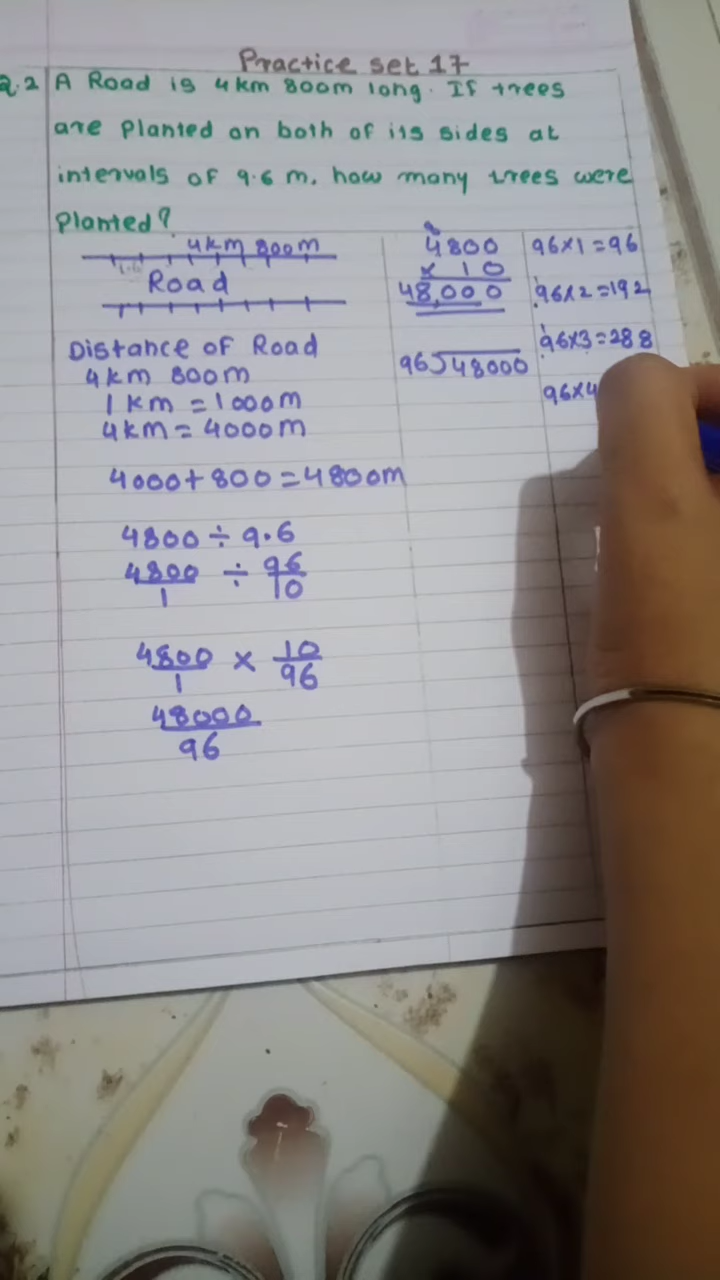 Practice set 17
Q.2 A Road is 4km 800m long. If trees
are planted on both of its sides at
intervals of 9.6 m, how many trees were
planted?
4km 800m
Road
Distance of Road
4km 800m
1km = 1000m
4km = 4000m
4000 + 800 = 4800m
4800 ÷ 9.6
4800/1 ÷ 96/10
4800/1 × 10/96
48000/96
4800
× 10
48,000
96)48000
96×1 = 96
96×2 = 192
96×3 = 288
96×4